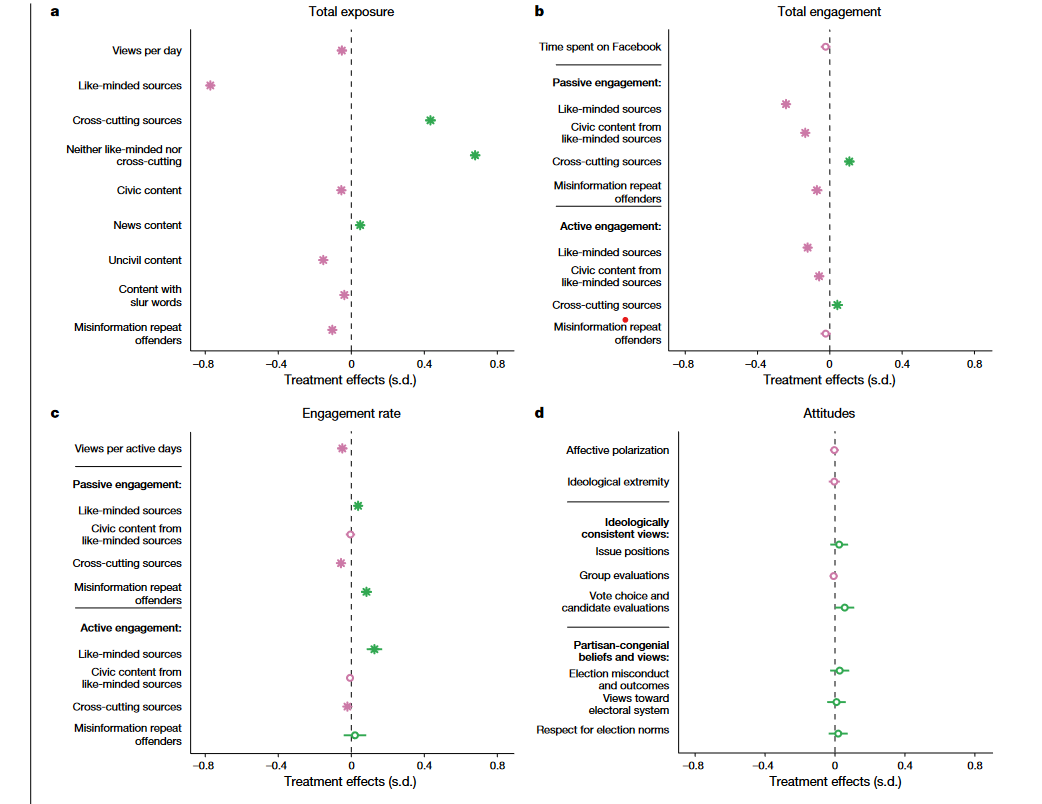 a Total exposure
Views per day
Like-minded sources
Cross-cutting sources
Neither like-minded nor
cross-cutting
Civic content
News content
Uncivil content
Content with
slur words
Misinformation repeat
offenders
−0.8 −0.4 0 0.4 0.8
Treatment effects (s.d.)
b Total engagement
Time spent on Facebook
Passive engagement:
Like-minded sources
Civic content from
like-minded sources
Cross-cutting sources
Misinformation repeat
offenders
Active engagement:
Like-minded sources
Civic content from
like-minded sources
Cross-cutting sources
Misinformation repeat
offenders
−0.8 −0.4 0 0.4 0.8
Treatment effects (s.d.)
c Engagement rate
Views per active days
Passive engagement:
Like-minded sources
Civic content from
like-minded sources
Cross-cutting sources
Misinformation repeat
offenders
Active engagement:
Like-minded sources
Civic content from
like-minded sources
Cross-cutting sources
Misinformation repeat
offenders
−0.8 −0.4 0 0.4 0.8
Treatment effects (s.d.)
d Attitudes
Affective polarization
Ideological extremity
Ideologically
consistent views:
Issue positions
Group evaluations
Vote choice and
candidate evaluations
Partisan-congenial
beliefs and views:
Election misconduct
and outcomes
Views toward
electoral system
Respect for election norms
−0.8 −0.4 0 0.4 0.8
Treatment effects (s.d.)